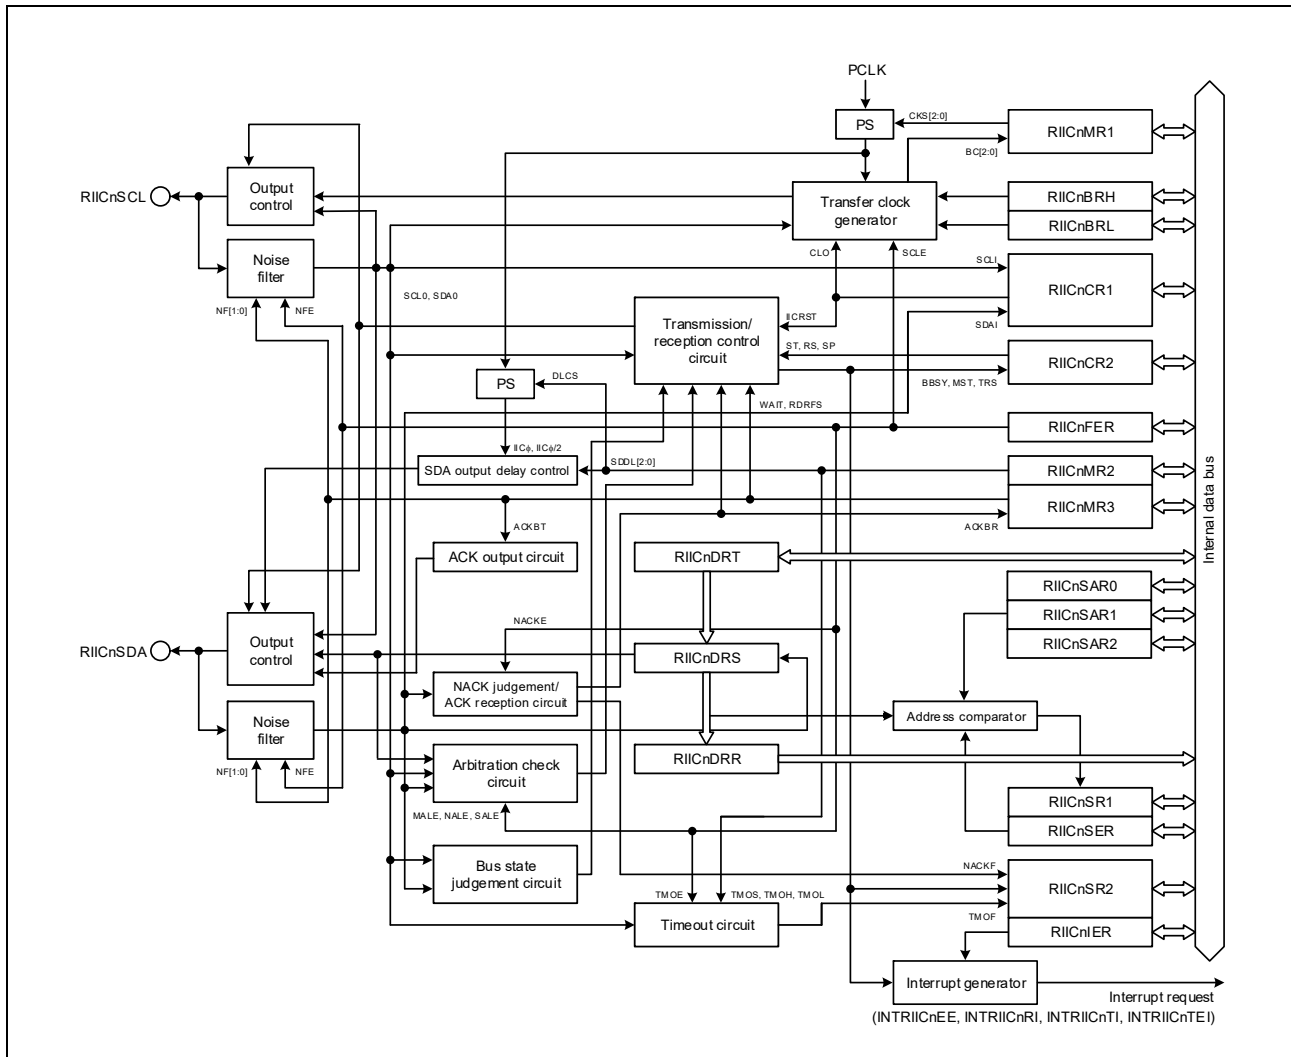 PCLK
PS
CKS[2:0]
RIICnMR1
BC[2:0]
RIICnSCL
Output
control
Transfer clock
generator
RIICnBRH
RIICnBRL
Noise
filter
CLO
SCLE
SCLI
RIICnCR1
NF[1:0]
NFE
SCL0, SDA0
Transmission/
reception control
circuit
IICRST
SDAI
ST, RS, SP
RIICnCR2
BBSY, MST, TRS
PS
DLCS
WAIT, RDRFS
RIICnFER
IICϕ, IICϕ/2
SDA output delay control
SDDL[2:0]
RIICnMR2
RIICnMR3
ACKBT
ACKBR
Internal data bus
ACK output circuit
RIICnDRT
RIICnSAR0
RIICnSAR1
RIICnSAR2
RIICnSDA
Output
control
NACKE
RIICnDRS
NACK judgement/
ACK reception circuit
Noise
filter
Address comparator
NF[1:0]
NFE
Arbitration check
circuit
RIICnDRR
MALE, NALE, SALE
RIICnSR1
RIICnSER
Bus state
judgement circuit
NACKF
RIICnSR2
TMOE
TMOS, TMOH, TMOL
Timeout circuit
TMOF
RIICnIER
Interrupt generator
Interrupt request
(INTRIICnEE, INTRIICnRI, INTRIICnTI, INTRIICnTEI)